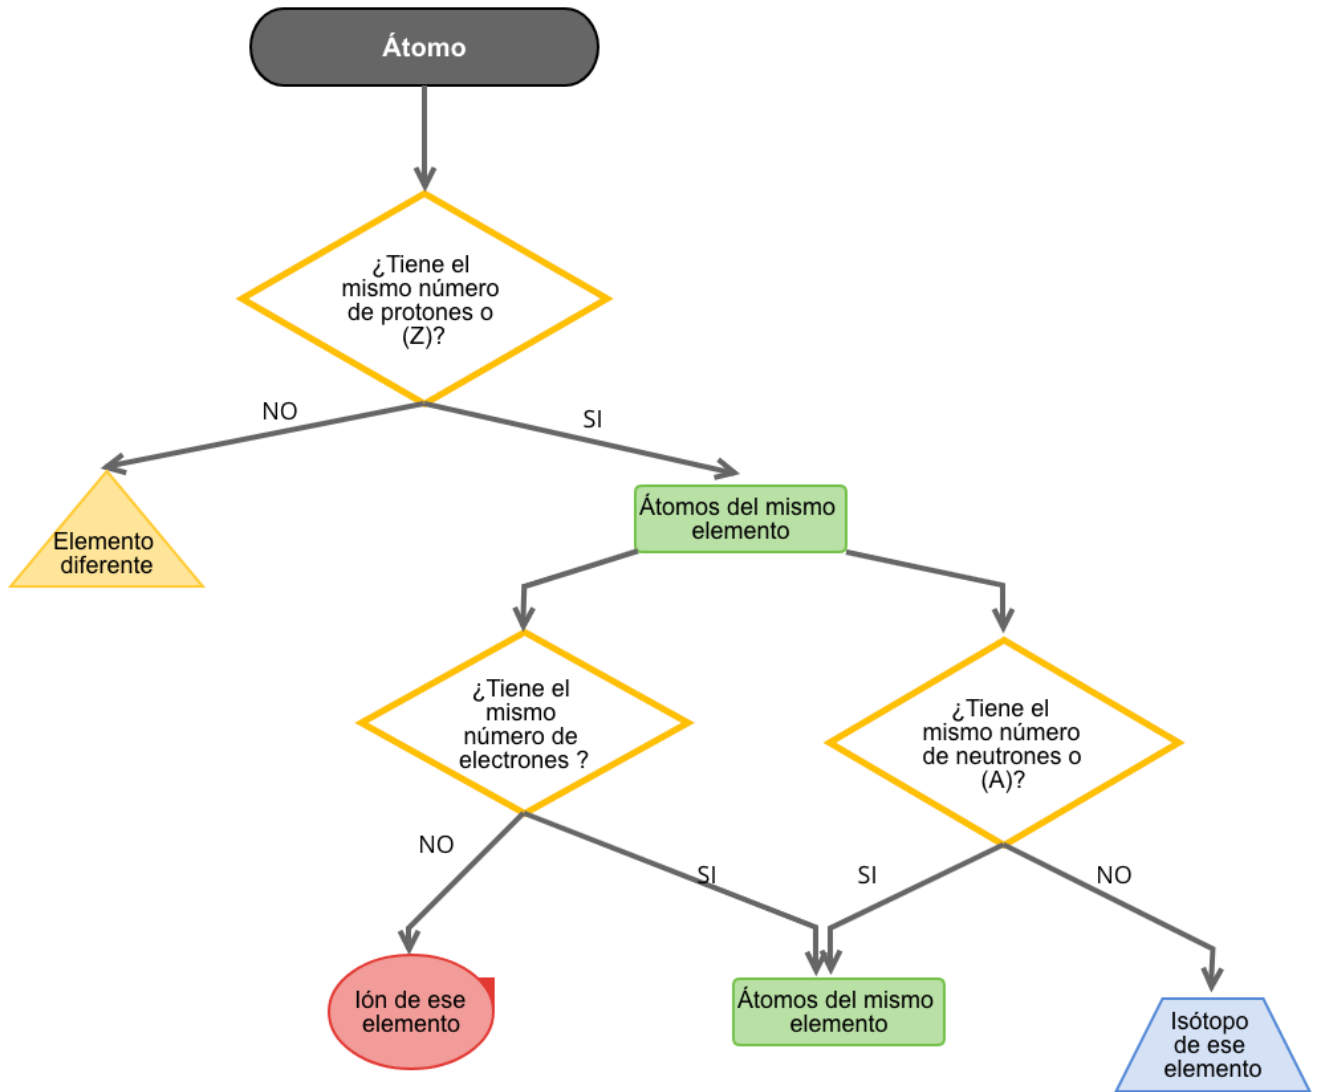 Átomo
¿Tiene el
mismo número
de protones o
(Z)?
NO
SI
Elemento
diferente
Átomos del mismo
elemento
¿Tiene el
mismo
número de
electrones ?
¿Tiene el
mismo número
de neutrones o
(A)?
NO
SI
SI
NO
Ión de ese
elemento
Átomos del mismo
elemento
Isótopo
de ese
elemento